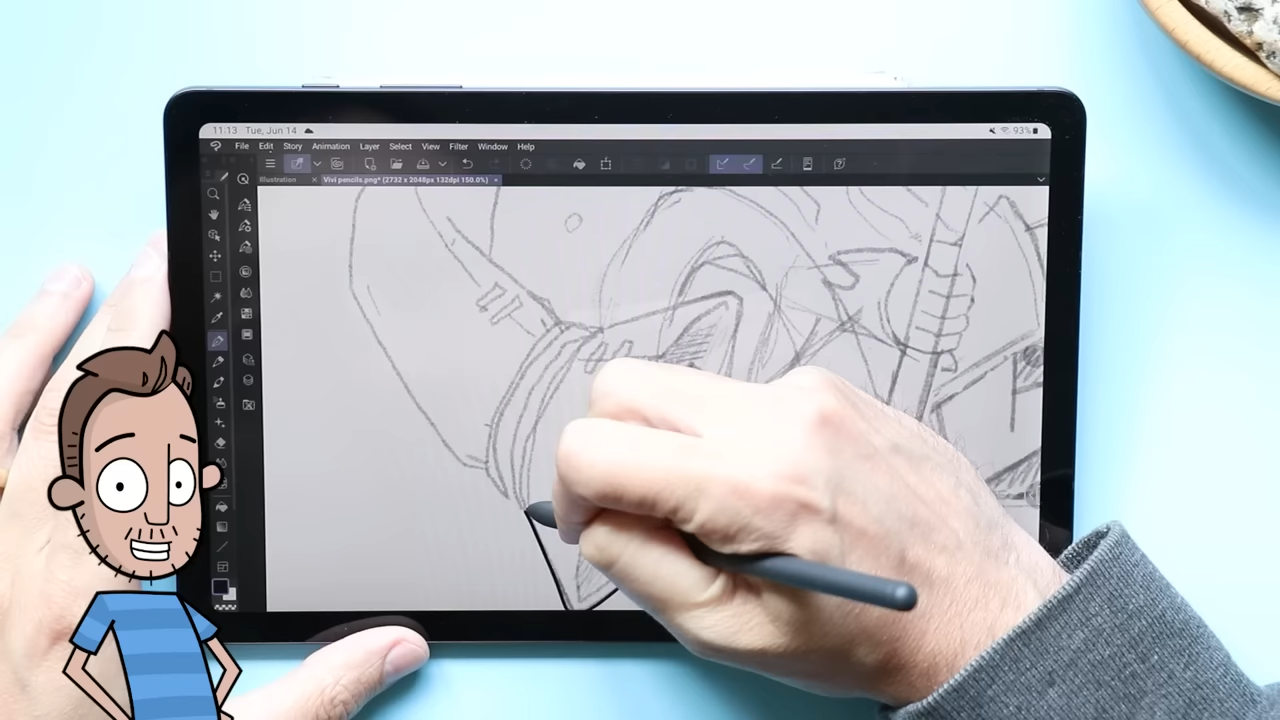 11:13 Tue, Jun 14
93%
File Edit Story Animation Layer Select View Filter Window Help
Illustration
Vivi pencils.png* (2732 x 2048px 132dpi 150.0%)